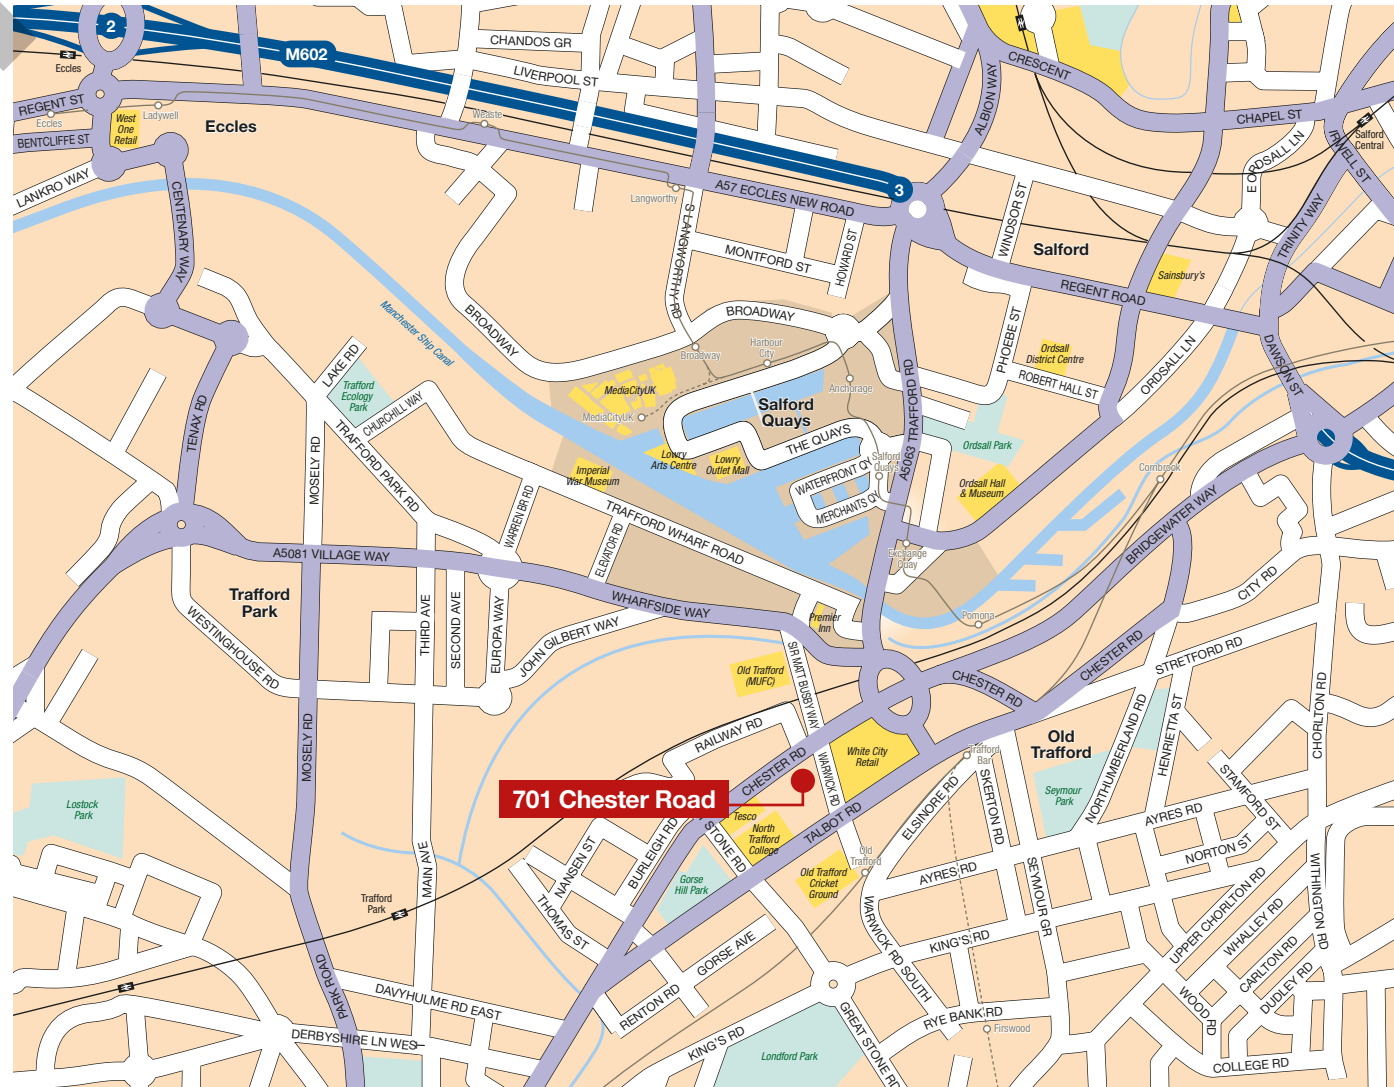 2
M602
CHANDOS GR
LIVERPOOL ST
CRESCENT
ALBION WAY
CHAPEL ST
Eccles
REGENT ST
Eccles
BENTCLIFFE ST
West
One
Retail
Ladywell
Eccles
Weaste
LANKRO WAY
CENTENARY WAY
Langworthy
A57 ECCLES NEW ROAD
3
S LANGWORTHY RD
MONTFORD ST
HOWARD ST
WINDSOR ST
Salford
E ORDSALL LN
IRWELL ST
Salford
Central
TRINITY WAY
Sainsbury's
REGENT ROAD
Manchester Ship Canal
BROADWAY
BROADWAY
Broadway
Harbour
City
Anchorage
PHOEBE ST
Ordsall
District Centre
ROBERT HALL ST
ORDSALL LN
DAWSON ST
LAKE RD
Trafford
Ecology
Park
CHURCHILL WAY
TENAX RD
MOSELY RD
TRAFFORD PARK RD
MediaCityUK
MediaCityUK
Salford
Quays
THE QUAYS
Lowry
Arts Centre
Lowry
Outlet Mall
WATERFRONT QY
MERCHANTS QY
Salford
Quays
A5063 TRAFFORD RD
Ordsall Park
Ordsall Hall
& Museum
Cornbrook
Imperial
War Museum
TRAFFORD WHARF ROAD
WARREN BR RD
ELEVATOR RD
A5081 VILLAGE WAY
Exchange
Quay
BRIDGEWATER WAY
Trafford
Park
WESTINGHOUSE RD
THIRD AVE
SECOND AVE
EUROPA WAY
JOHN GILBERT WAY
WHARFSIDE WAY
Premier
Inn
Pomona
CITY RD
SIR MATT BUSBY WAY
Old Trafford
(MUFC)
CHESTER RD
CHESTER RD
STRETFORD RD
CHORLTON RD
MOSELY RD
RAILWAY RD
CHESTER RD
WARWICK RD
White City
Retail
Trafford
Bar
Old
Trafford
NORTHUMBERLAND RD
HENRIETTA ST
701 Chester Road
Tesco
North
Trafford
College
TALBOT RD
ELSINORE RD
SKERTON RD
Seymour
Park
STAMFORD ST
Lostock
Park
STONE RD
BURLEIGH RD
NANSEN ST
AYRES RD
NORTON ST
MAIN AVE
Gorse
Hill Park
Old Trafford
Cricket
Ground
Old
Trafford
AYRES RD
SEYMOUR GR
UPPER CHORLTON RD
WITHINGTON RD
Trafford
Park
THOMAS ST
WARWICK RD SOUTH
KING'S RD
WHALLEY RD
CARLTON RD
DUDLEY RD
GORSE AVE
RENTON RD
PARK ROAD
DAVYHULME RD EAST
DERBYSHIRE LN WES
KING'S RD
Londford Park
GREAT STONE RD
RYE BANK RD
Firswood
WOOD RD
COLLEGE RD